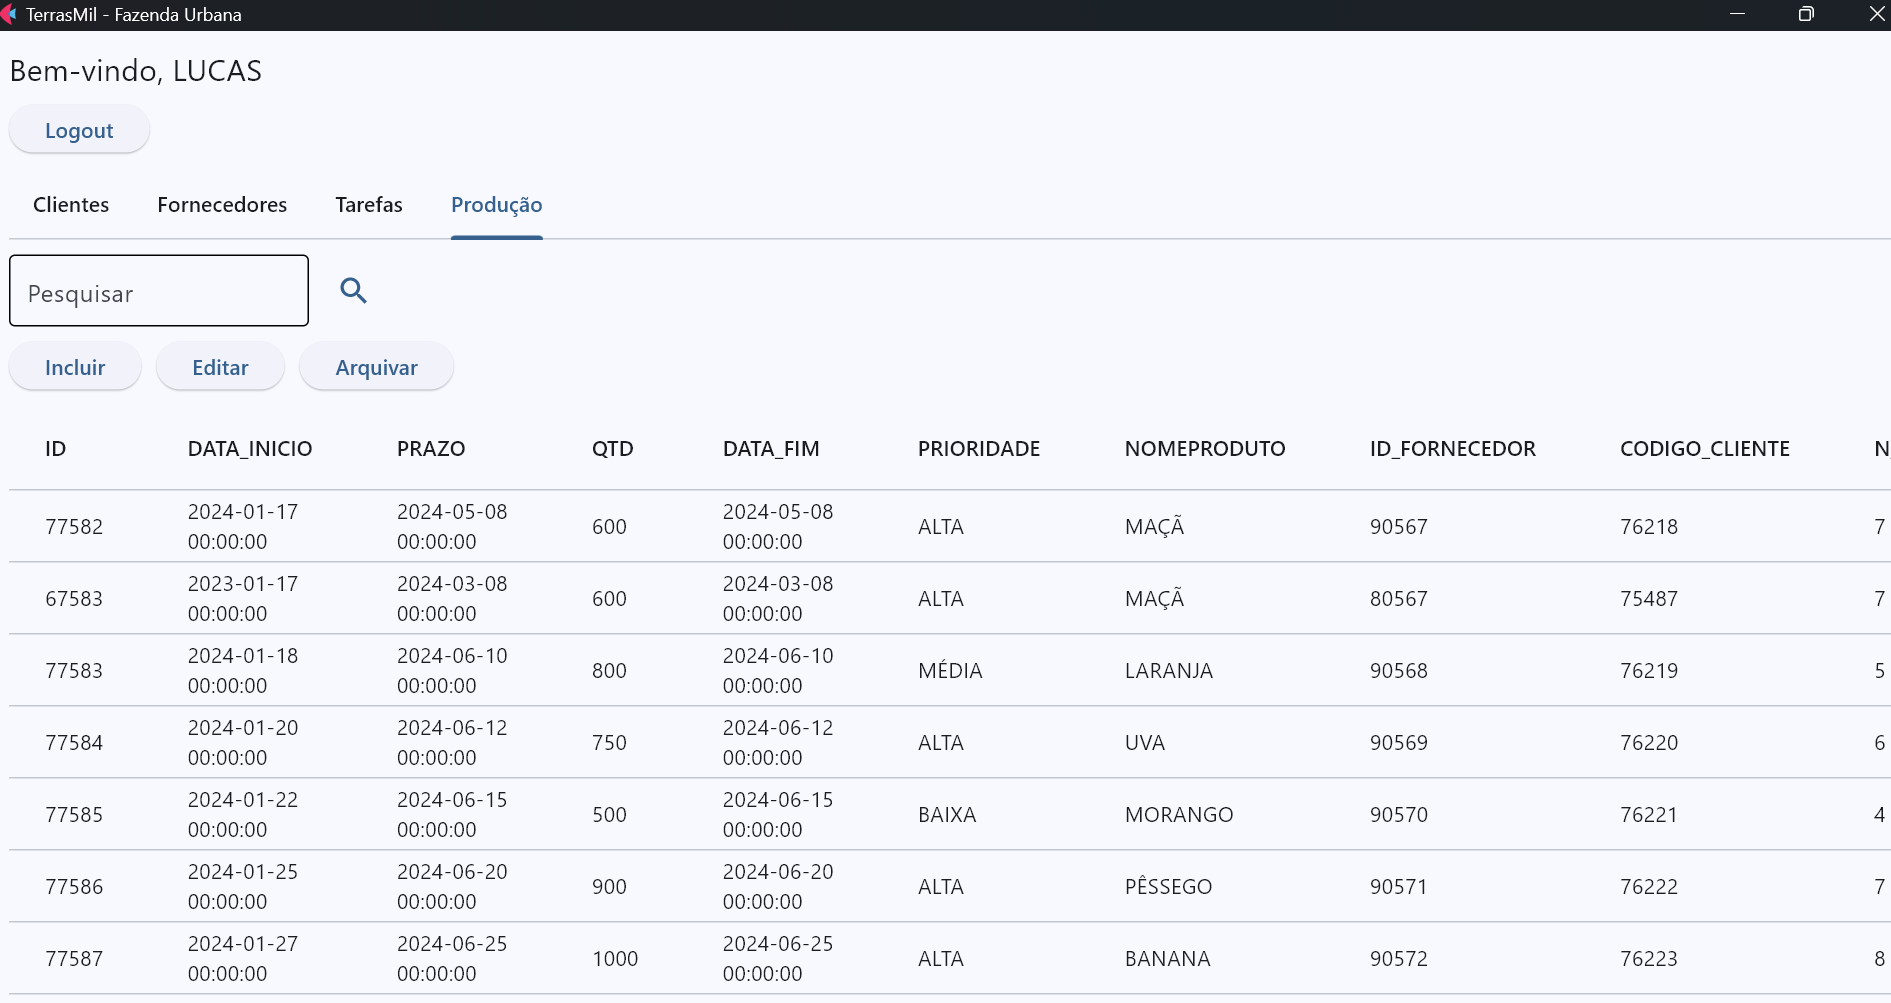 TerrasMil - Fazenda Urbana
Bem-vindo, LUCAS
Logout
Clientes Fornecedores Tarefas Produção
Pesquisar
Incluir Editar Arquivar
ID DATA_INICIO PRAZO QTD DATA_FIM PRIORIDADE NOMEPRODUTO ID_FORNECEDOR CODIGO_CLIENTE N_
77582 2024-01-17 00:00:00 2024-05-08 00:00:00 600 2024-05-08 00:00:00 ALTA MAÇÃ 90567 76218 7
67583 2023-01-17 00:00:00 2024-03-08 00:00:00 600 2024-03-08 00:00:00 ALTA MAÇÃ 80567 75487 7
77583 2024-01-18 00:00:00 2024-06-10 00:00:00 800 2024-06-10 00:00:00 MÉDIA LARANJA 90568 76219 5
77584 2024-01-20 00:00:00 2024-06-12 00:00:00 750 2024-06-12 00:00:00 ALTA UVA 90569 76220 6
77585 2024-01-22 00:00:00 2024-06-15 00:00:00 500 2024-06-15 00:00:00 BAIXA MORANGO 90570 76221 4
77586 2024-01-25 00:00:00 2024-06-20 00:00:00 900 2024-06-20 00:00:00 ALTA PÊSSEGO 90571 76222 7
77587 2024-01-27 00:00:00 2024-06-25 00:00:00 1000 2024-06-25 00:00:00 ALTA BANANA 90572 76223 8